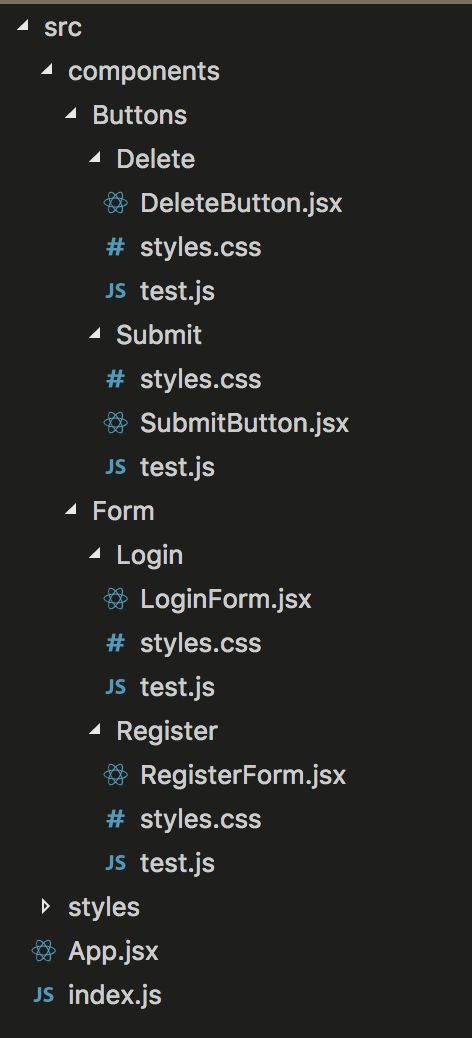 src
components
Buttons
Delete
DeleteButton.jsx
# styles.css
JS test.js
Submit
# styles.css
SubmitButton.jsx
JS test.js
Form
Login
LoginForm.jsx
# styles.css
JS test.js
Register
RegisterForm.jsx
# styles.css
JS test.js
styles
App.jsx
JS index.js